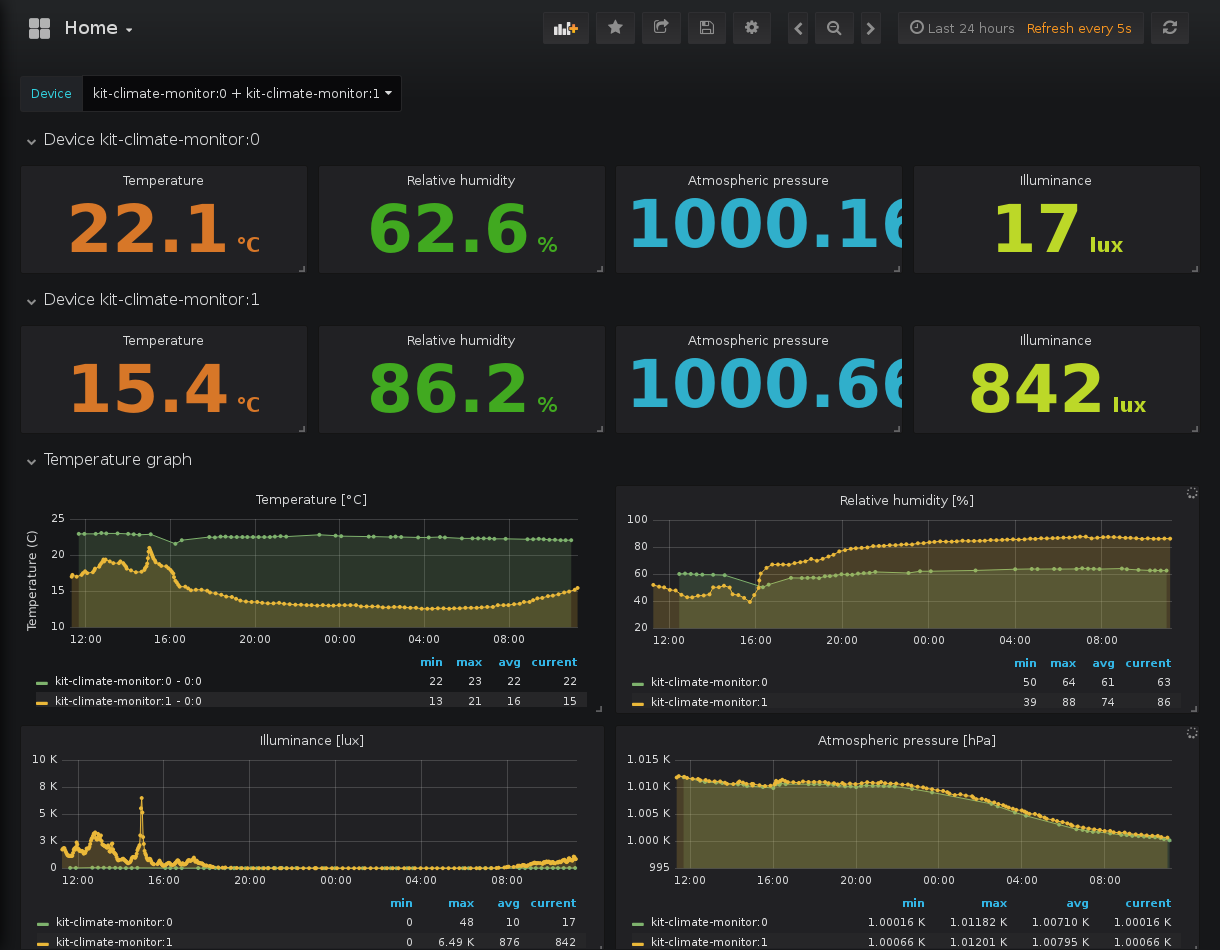 Home
Last 24 hours Refresh every 5s
Device kit-climate-monitor:0 + kit-climate-monitor:1
Device kit-climate-monitor:0
Temperature Relative humidity Atmospheric pressure Illuminance
22.1 °C 62.6 % 1000.16 17 lux
Device kit-climate-monitor:1
Temperature Relative humidity Atmospheric pressure Illuminance
15.4 °C 86.2 % 1000.66 842 lux
Temperature graph
Temperature [°C]
Temperature (C)
25
20
15
10
12:00 16:00 20:00 00:00 04:00 08:00
min max avg current
kit-climate-monitor:0 - 0:0 22 23 22 22
kit-climate-monitor:1 - 0:0 13 21 16 15
Relative humidity [%]
100
80
60
40
20
12:00 16:00 20:00 00:00 04:00 08:00
min max avg current
kit-climate-monitor:0 50 64 61 63
kit-climate-monitor:1 39 88 74 86
Illuminance [lux]
10 K
8 K
5 K
3 K
0
12:00 16:00 20:00 00:00 04:00 08:00
min max avg current
kit-climate-monitor:0 0 48 10 17
kit-climate-monitor:1 0 6.49 K 876 842
Atmospheric pressure [hPa]
1.015 K
1.010 K
1.005 K
1.000 K
995
12:00 16:00 20:00 00:00 04:00 08:00
min max avg current
kit-climate-monitor:0 1.00016 K 1.01182 K 1.00710 K 1.00016 K
kit-climate-monitor:1 1.00066 K 1.01201 K 1.00795 K 1.00066 K